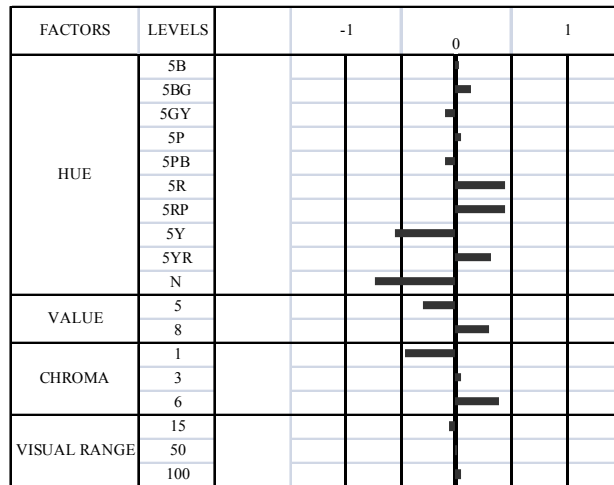 FACTORS LEVELS -1 0 1
HUE
5B
5BG
5GY
5P
5PB
5R
5RP
5Y
5YR
N
VALUE
5
8
CHROMA
1
3
6
VISUAL RANGE
15
50
100